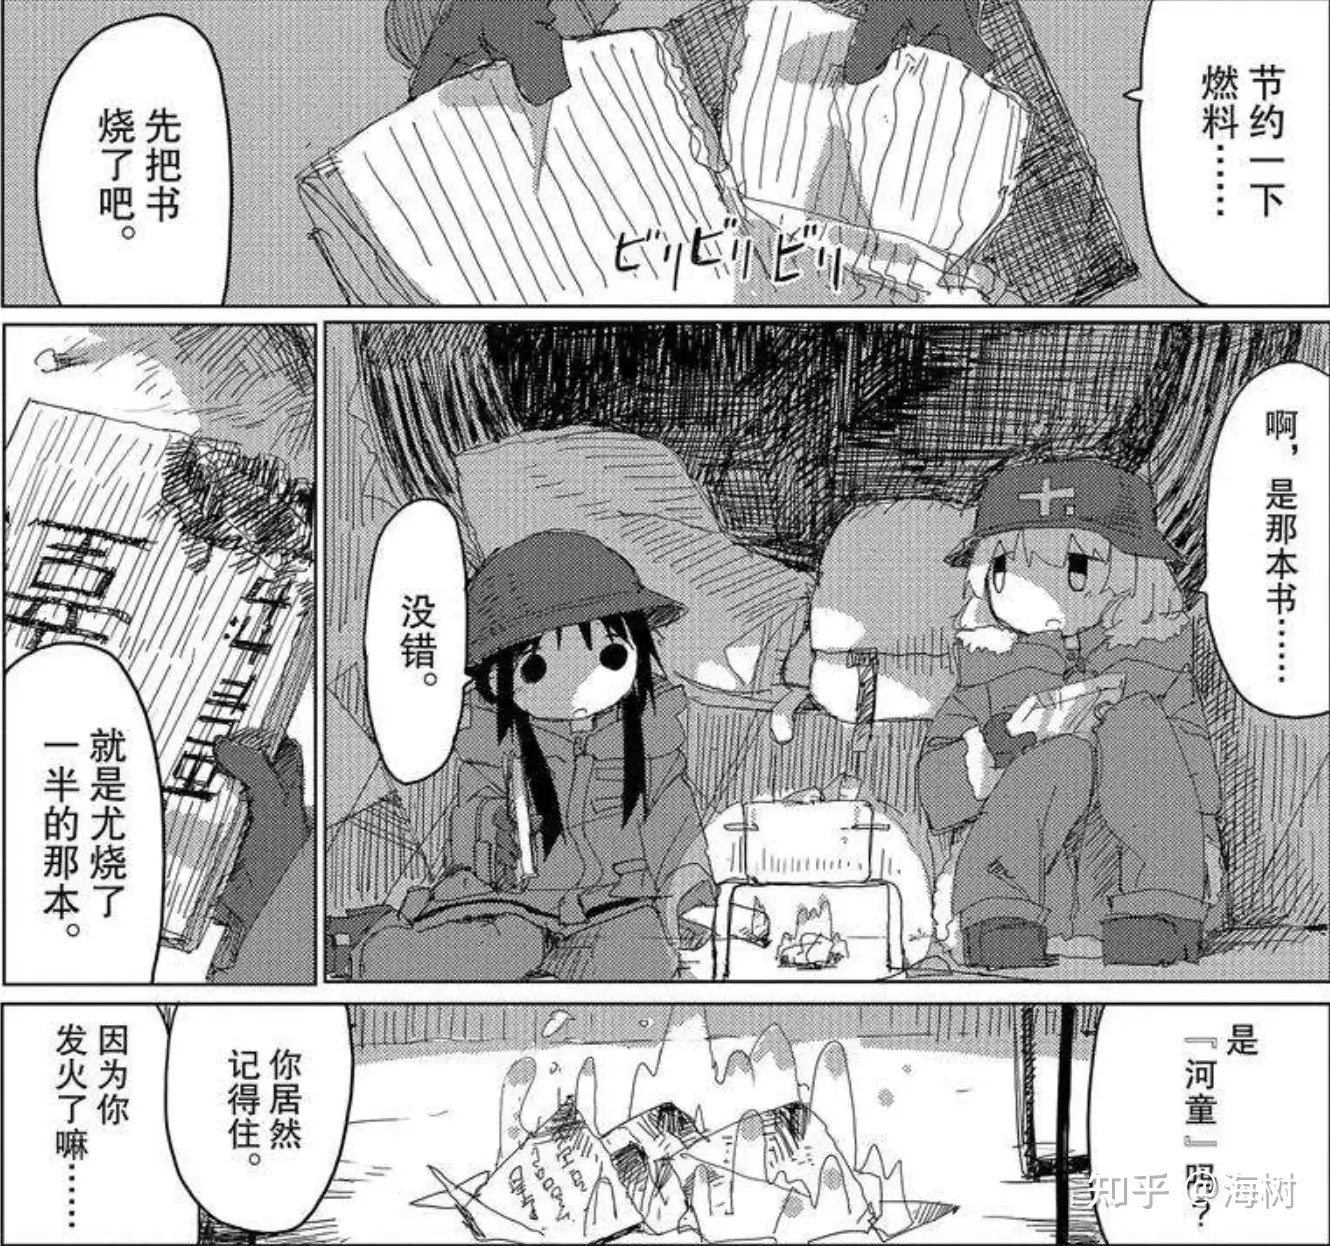 节约一下
燃料……
ビリビリビリ
先把书
烧了吧。
啊，是那本书……
没错。
就是尤烧了
一半的那本。
是
『河童』吧？
你居然
记得住。
因为你
发火了嘛……
知乎 @海树